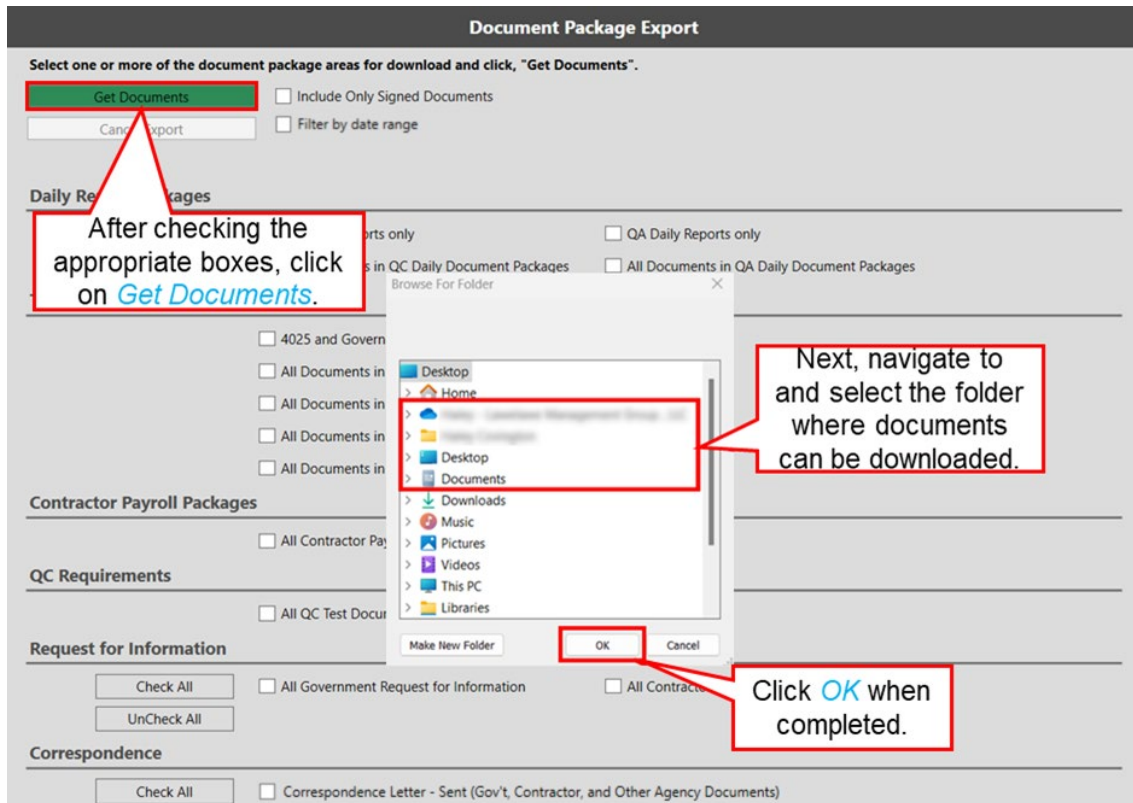 Document Package Export
Select one or more of the document package areas for download and click, "Get Documents".
Get Documents
Include Only Signed Documents
Export
Filter by date range
Daily
After checking the
appropriate boxes, click
on Get Documents.
only
QA Daily Reports only
in QC Daily Document Packages
All Documents in QA Daily Document Packages
Browse For Folder
4025 and Govern
All Documents in
All Documents in
All Documents in
All Documents in
Desktop
Home
Desktop
Documents
Downloads
Music
Pictures
Videos
This PC
Libraries
Make New Folder
OK
Cancel
Next, navigate to
and select the folder
where documents
can be downloaded.
Contractor Payroll Packages
All Contractor Pay
QC Requirements
All QC Test Docu
Request for Information
Check All
All Government Request for Information
All Contractor
UnCheck All
Click OK when
completed.
Correspondence
Check All
Correspondence Letter - Sent (Gov't, Contractor, and Other Agency Documents)